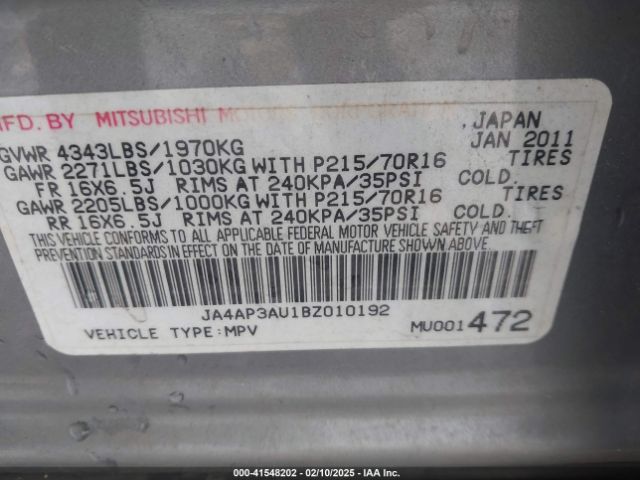 MFD. BY MITSUBISHI MOTORS CORPORATION JAPAN
GVWR 4343LBS/1970KG JAN 2011
GAWR 2271LBS/1030KG WITH P215/70R16 TIRES
FR 16X6.5J RIMS AT 240KPA/35PSI COLD.
GAWR 2205LBS/1000KG WITH P215/70R16 TIRES
RR 16X6.5J RIMS AT 240KPA/35PSI COLD.
THIS VEHICLE CONFORMS TO ALL APPLICABLE FEDERAL MOTOR VEHICLE SAFETY AND THEFT
PREVENTION STANDARDS IN EFFECT ON THE DATE OF MANUFACTURE SHOWN ABOVE.
JA4AP3AU1BZ010192
VEHICLE TYPE:MPV MU001472
000-41548202 - 02/10/2025 - IAA Inc.